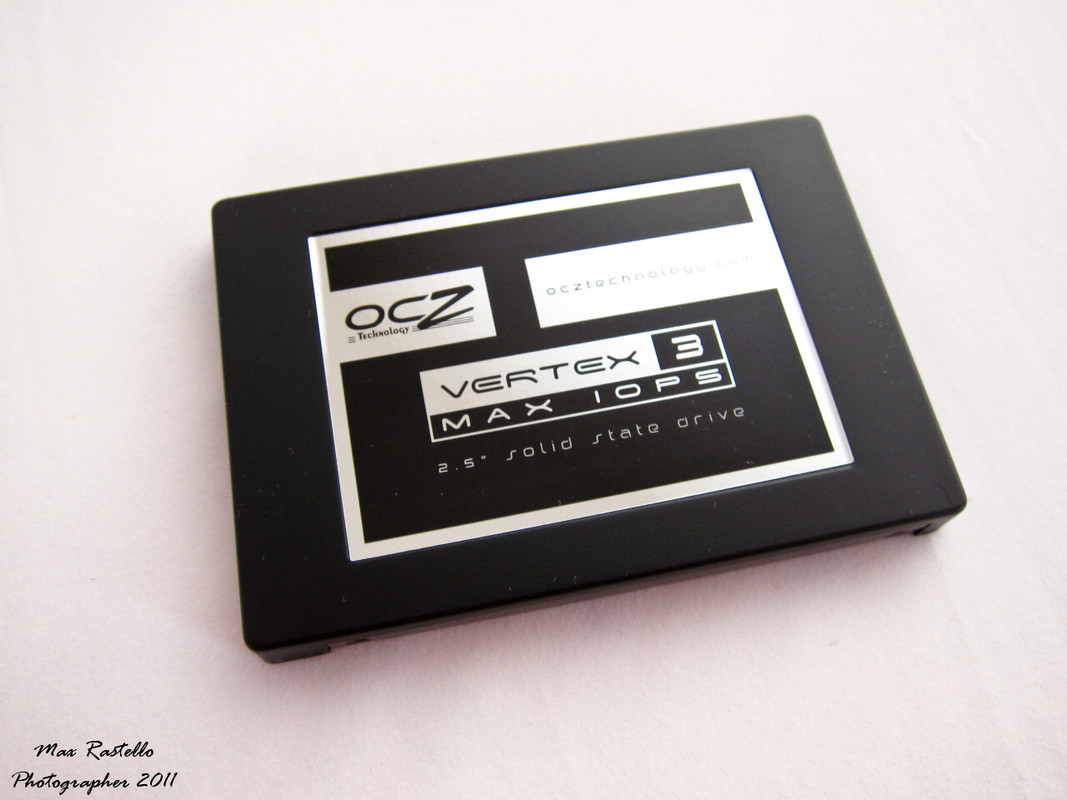 OCZ
Technology
ocztechnology.com
VERTEX 3
MAX IOPS
2.5" solid state drive
Max Rastello
Photographer 2011